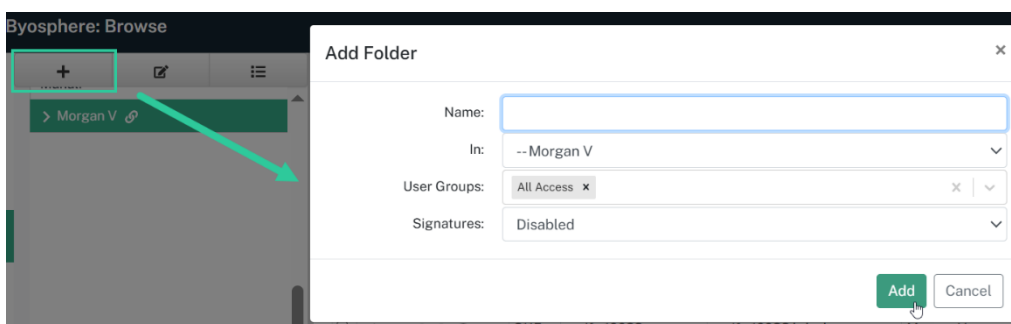 Byosphere: Browse
Add Folder ×
+
Morgan V
Name:
In: -- Morgan V
User Groups: All Access ×
Signatures: Disabled
Add Cancel